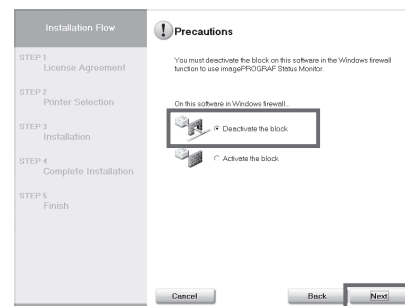 Installation Flow
STEP 1
License Agreement
STEP 2
Printer Selection
STEP 3
Installation
STEP 4
Complete Installation
STEP 5
Finish
! Precautions
You must deactivate the block on this software in the Windows firewall
function to use imagePROGRAF Status Monitor.
On this software in Windows firewall...
Deactivate the block
Activate the block
Cancel
Back
Next